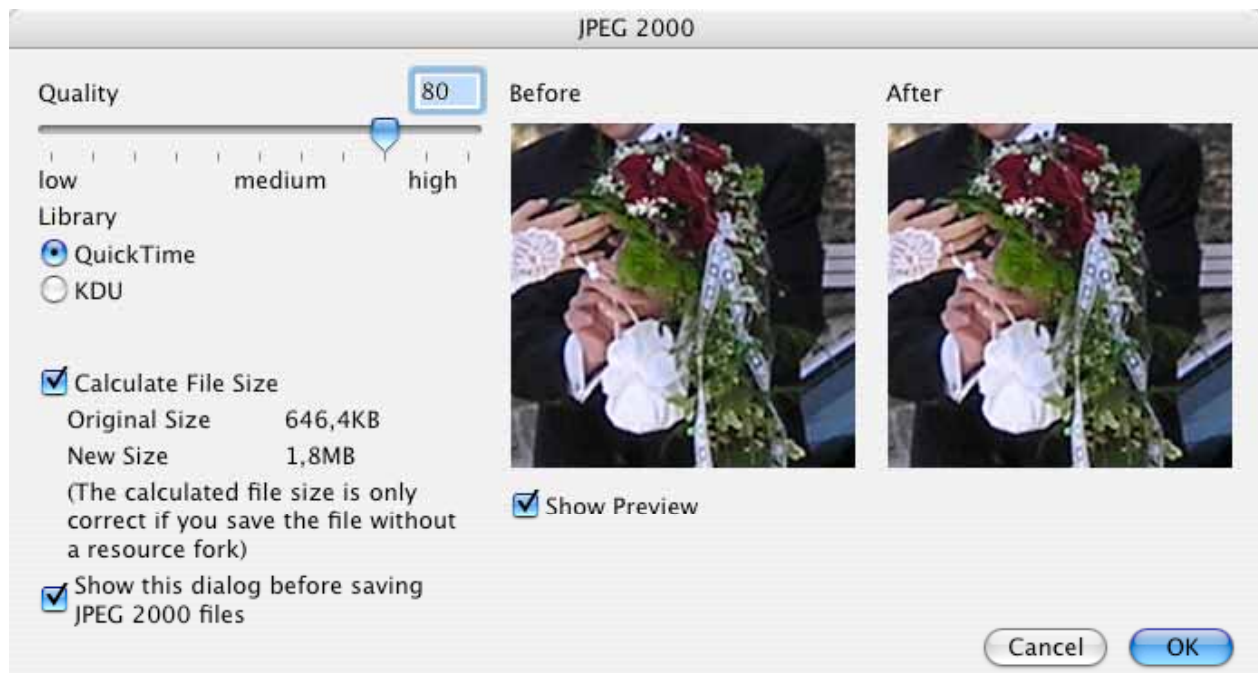 JPEG 2000
Quality 80
low medium high
Library
QuickTime
KDU
Calculate File Size
Original Size 646,4KB
New Size 1,8MB
(The calculated file size is only
correct if you save the file without
a resource fork)
Show this dialog before saving
JPEG 2000 files
Before
After
Show Preview
Cancel
OK